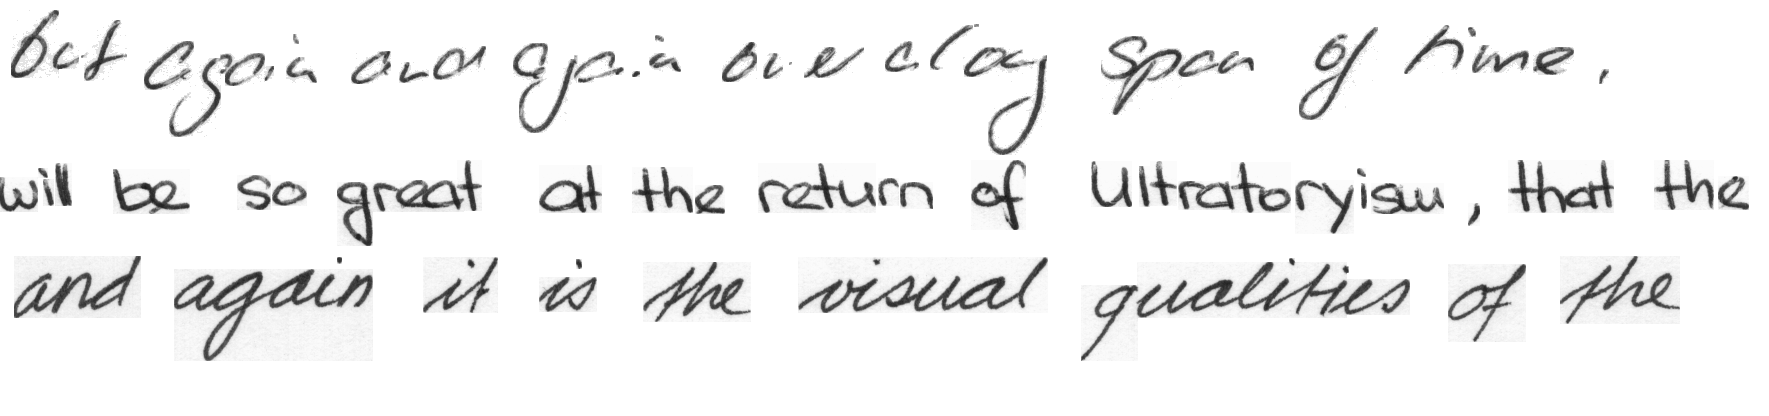 but again and again over a long span of time.
will be so great at the return of Ultratoryism, that the
and again it is the visual qualities of the